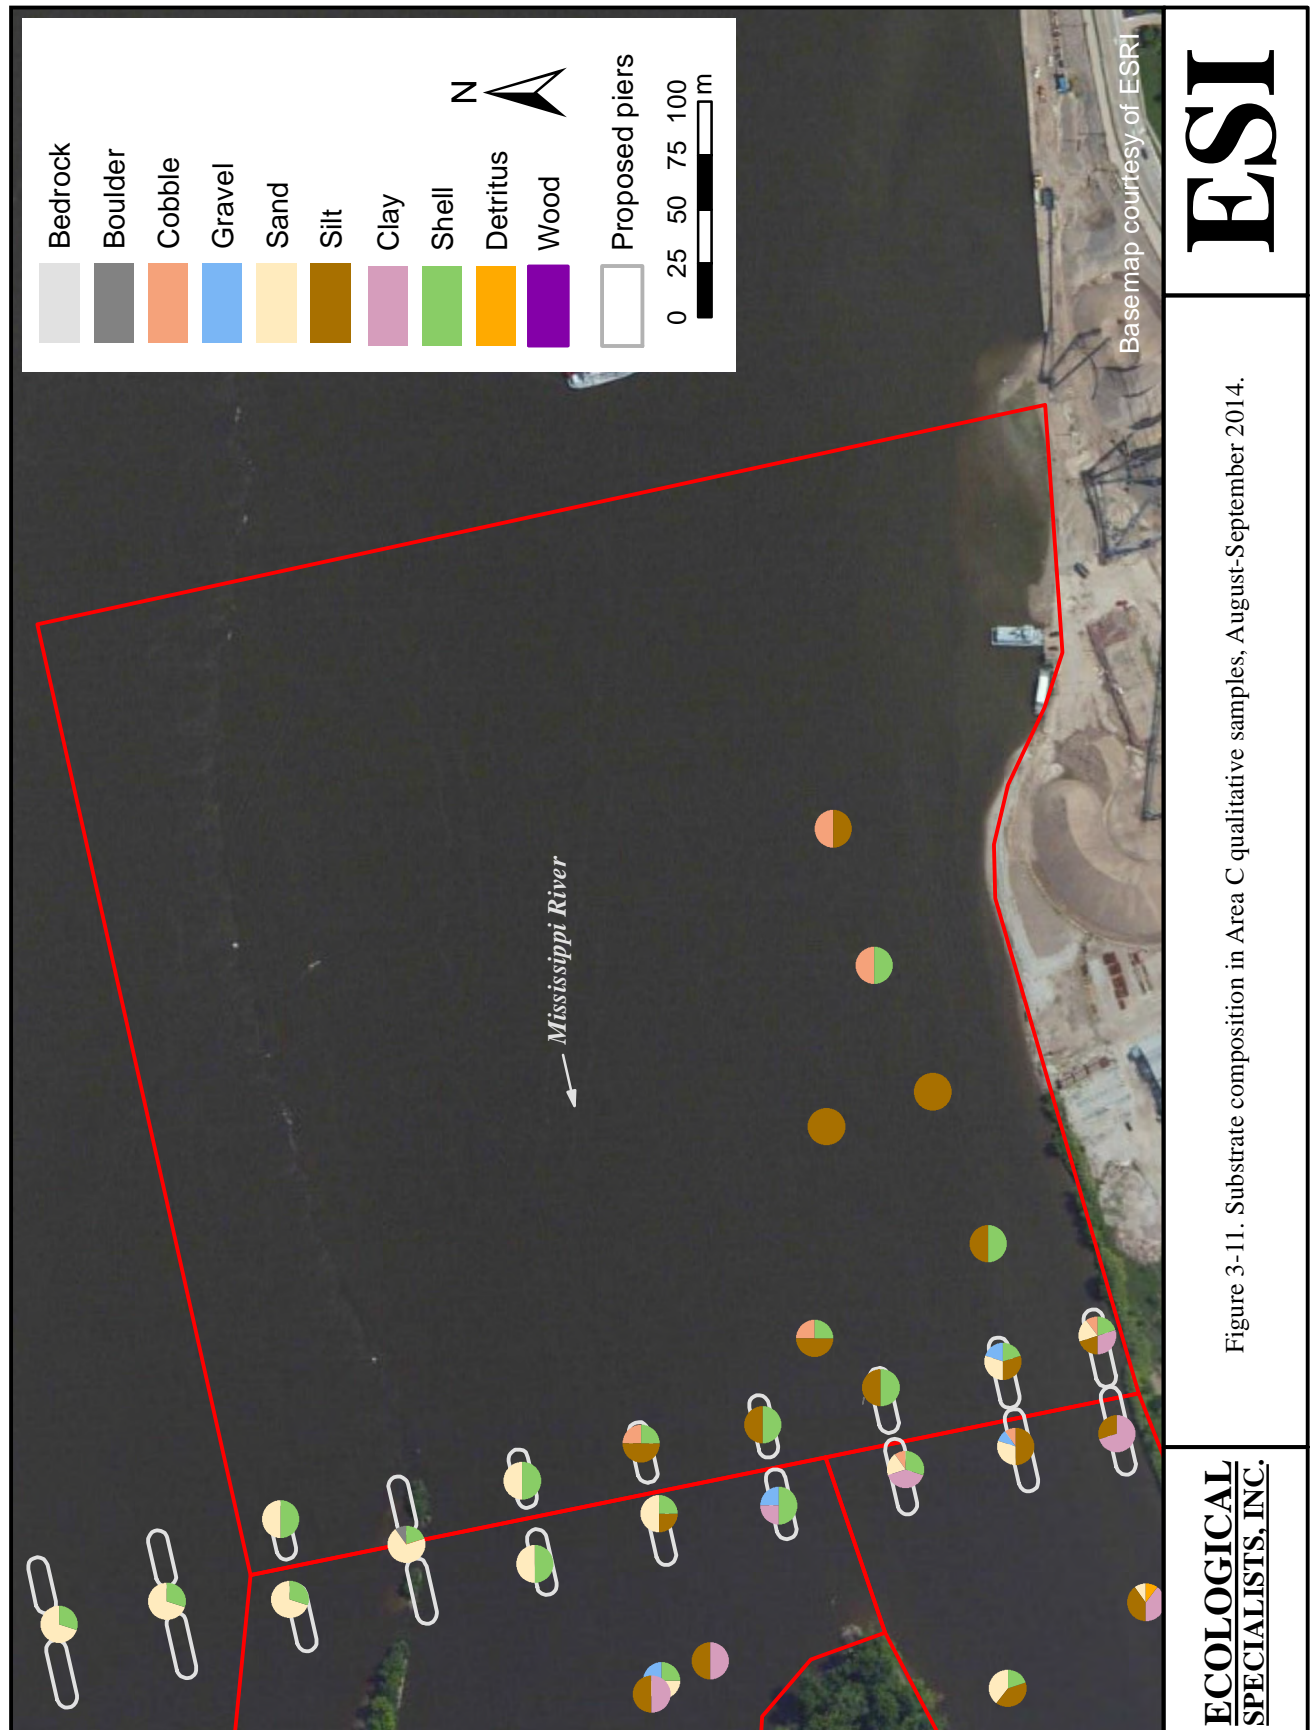 Bedrock
Boulder
Cobble
Gravel
Sand
Silt
Clay
Shell
Detritus
Wood
Proposed piers
N
0 25 50 75 100
m
Mississippi River
Basemap courtesy of ESRI
ECOLOGICAL
SPECIALISTS, INC.
Figure 3-11. Substrate composition in Area C qualitative samples, August-September 2014.
ESI